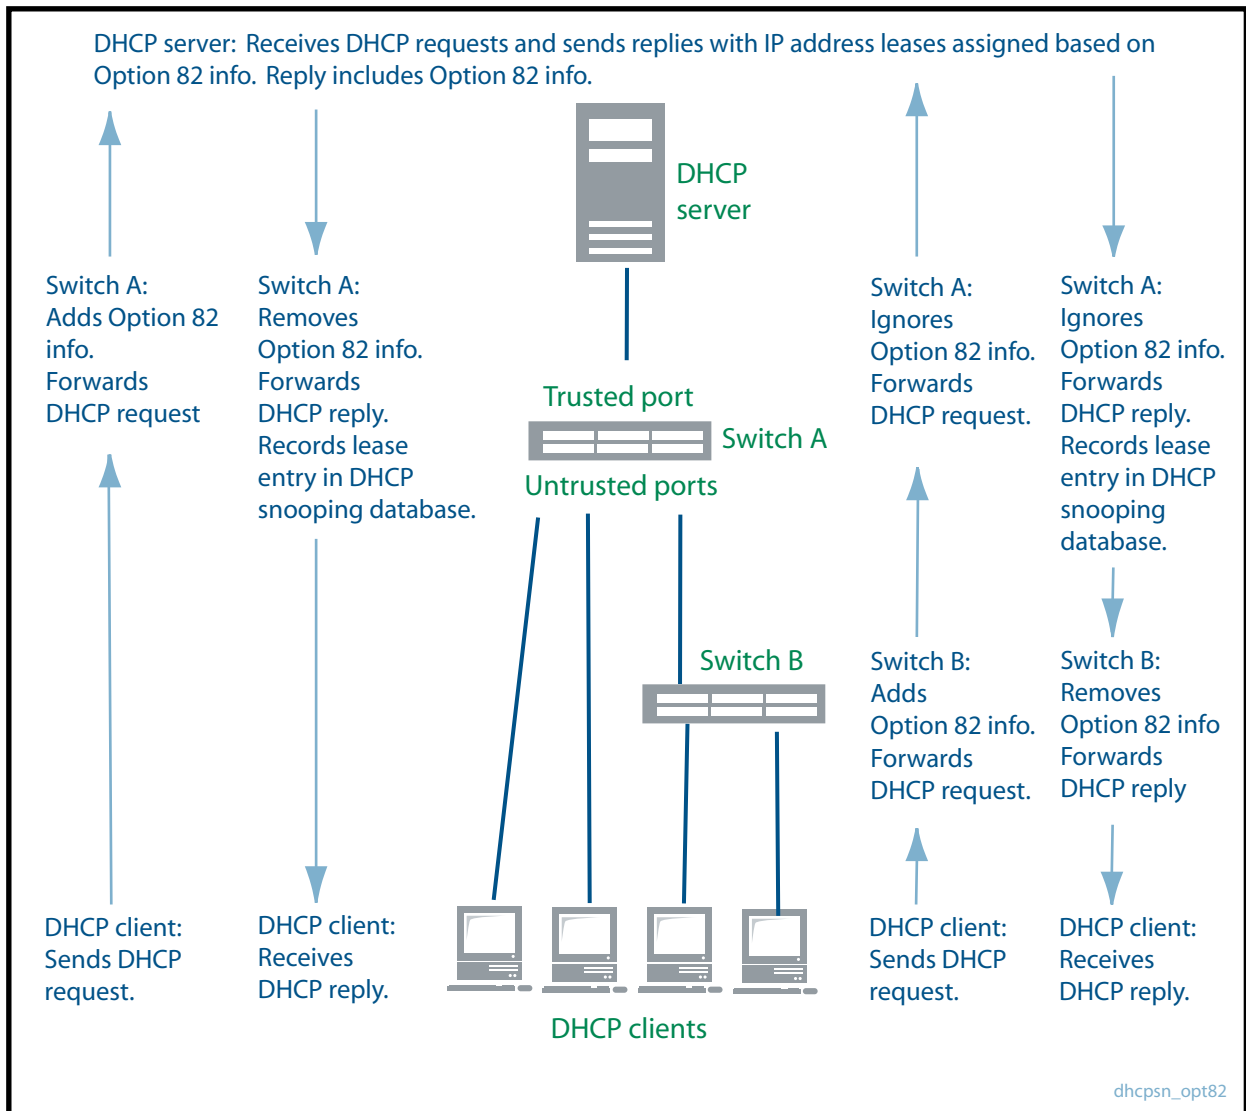 DHCP server: Receives DHCP requests and sends replies with IP address leases assigned based on
Option 82 info. Reply includes Option 82 info.
DHCP
server
Switch A:
Adds Option 82
info.
Forwards
DHCP request
Switch A:
Removes
Option 82 info.
Forwards
DHCP reply.
Records lease
entry in DHCP
snooping database.
Trusted port
Switch A
Untrusted ports
Switch B
Switch A:
Ignores
Option 82 info.
Forwards
DHCP request.
Switch A:
Ignores
Option 82 info.
Forwards
DHCP reply.
Records lease
entry in DHCP
snooping
database.
Switch B:
Adds
Option 82 info.
Forwards
DHCP request.
Switch B:
Removes
Option 82 info
Forwards
DHCP reply
DHCP client:
Sends DHCP
request.
DHCP client:
Receives
DHCP reply.
DHCP clients
DHCP client:
Sends DHCP
request.
DHCP client:
Receives
DHCP reply.
dhcpsn_opt82